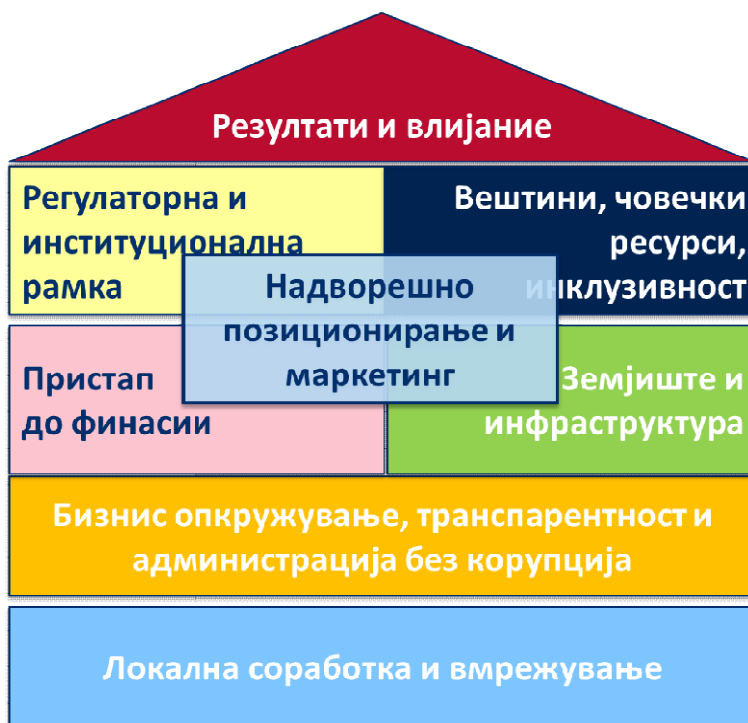 Резултати и влијание
Регулаторна и
институционална
рамка
Вештини, човечки
ресурси,
инклузивност
Надворешно
позиционирање и
маркетинг
Пристап
до финасии
Земјиште и
инфраструктура
Бизнис опкружување, транспарентност и
администрација без корупција
Локална соработка и вмрежување